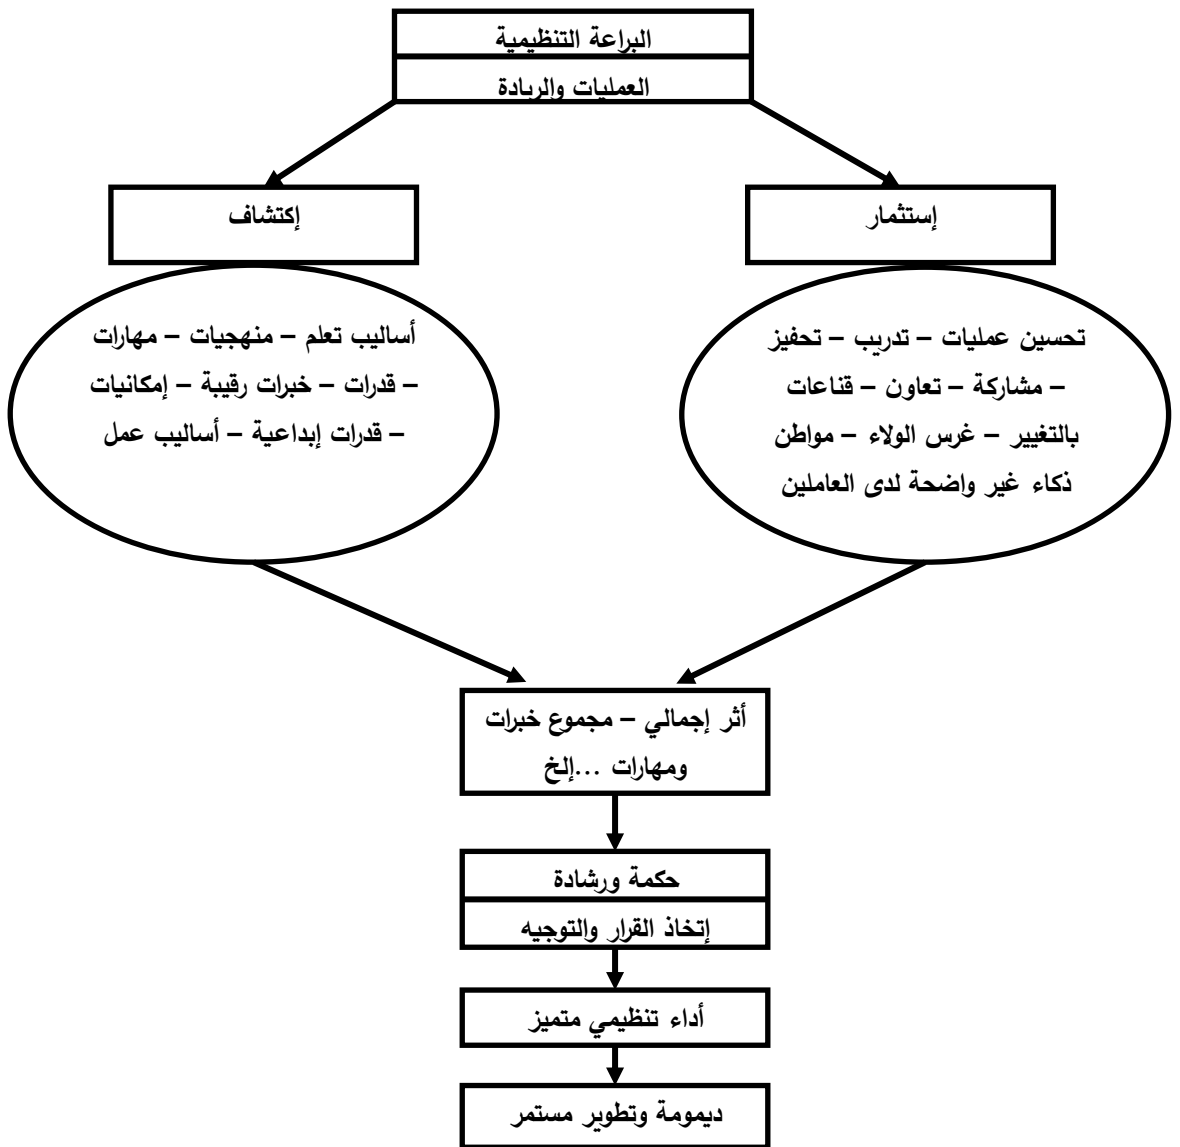 البراعة التنظيمية
العمليات والريادة
إستثمار
إكتشاف
تحسين عمليات – تدريب – تحفيز
– مشاركة – تعاون – قناعات
بالتغيير – غرس الولاء – مواطن
ذكاء غير واضحة لدى العاملين
أساليب تعلم – منهجيات – مهارات
– قدرات – خبرات رقيبة – إمكانيات
– قدرات إبداعية – أساليب عمل
أثر إجمالي – مجموع خبرات
ومهارات ...إلخ
حكمة ورشادة
إتخاذ القرار والتوجيه
أداء تنظيمي متميز
ديمومة وتطوير مستمر